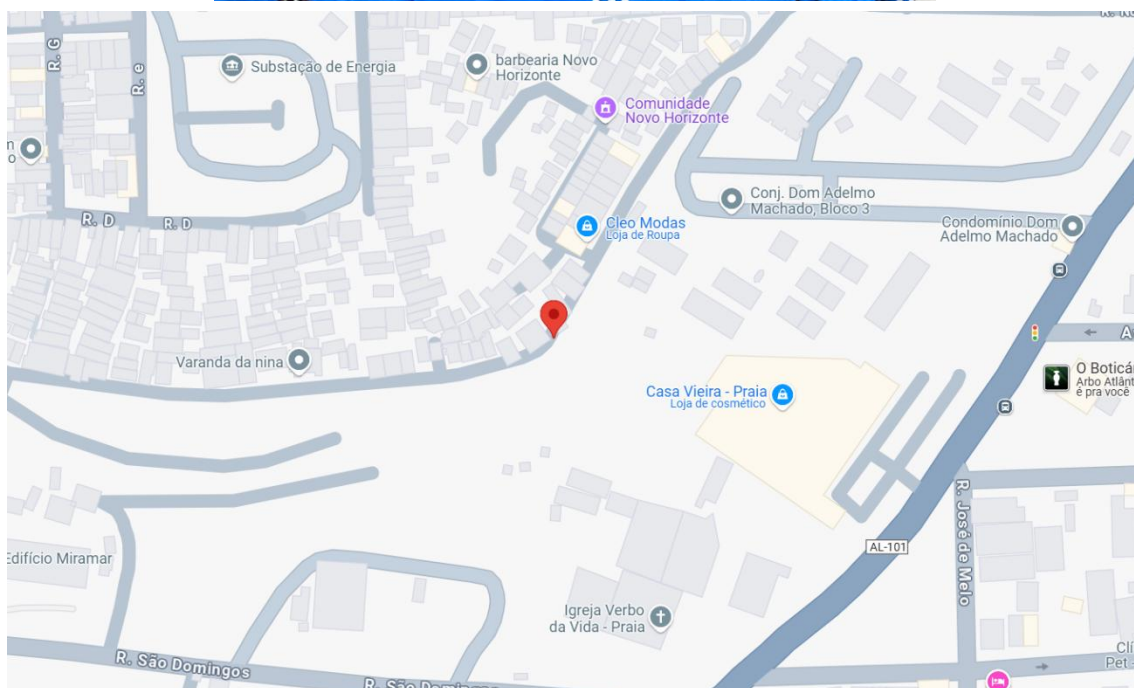 R. G
R. e
Substação de Energia
barbearia Novo
Horizonte
Comunidade
Novo Horizonte
Conj. Dom Adelmo
Machado, Bloco 3
Condomínio Dom
Adelmo Machado
R. D
R. D
Cleo Modas
Loja de Roupa
Varanda da nina
Casa Vieira - Praia
Loja de cosmético
A
O Boticár
Arbo Atlânt
é pra você
AL-101
R. José de Melo
Edifício Miramar
Igreja Verbo
da Vida - Praia
R. São Domingos
R. São Domingos
Clí
Pet -